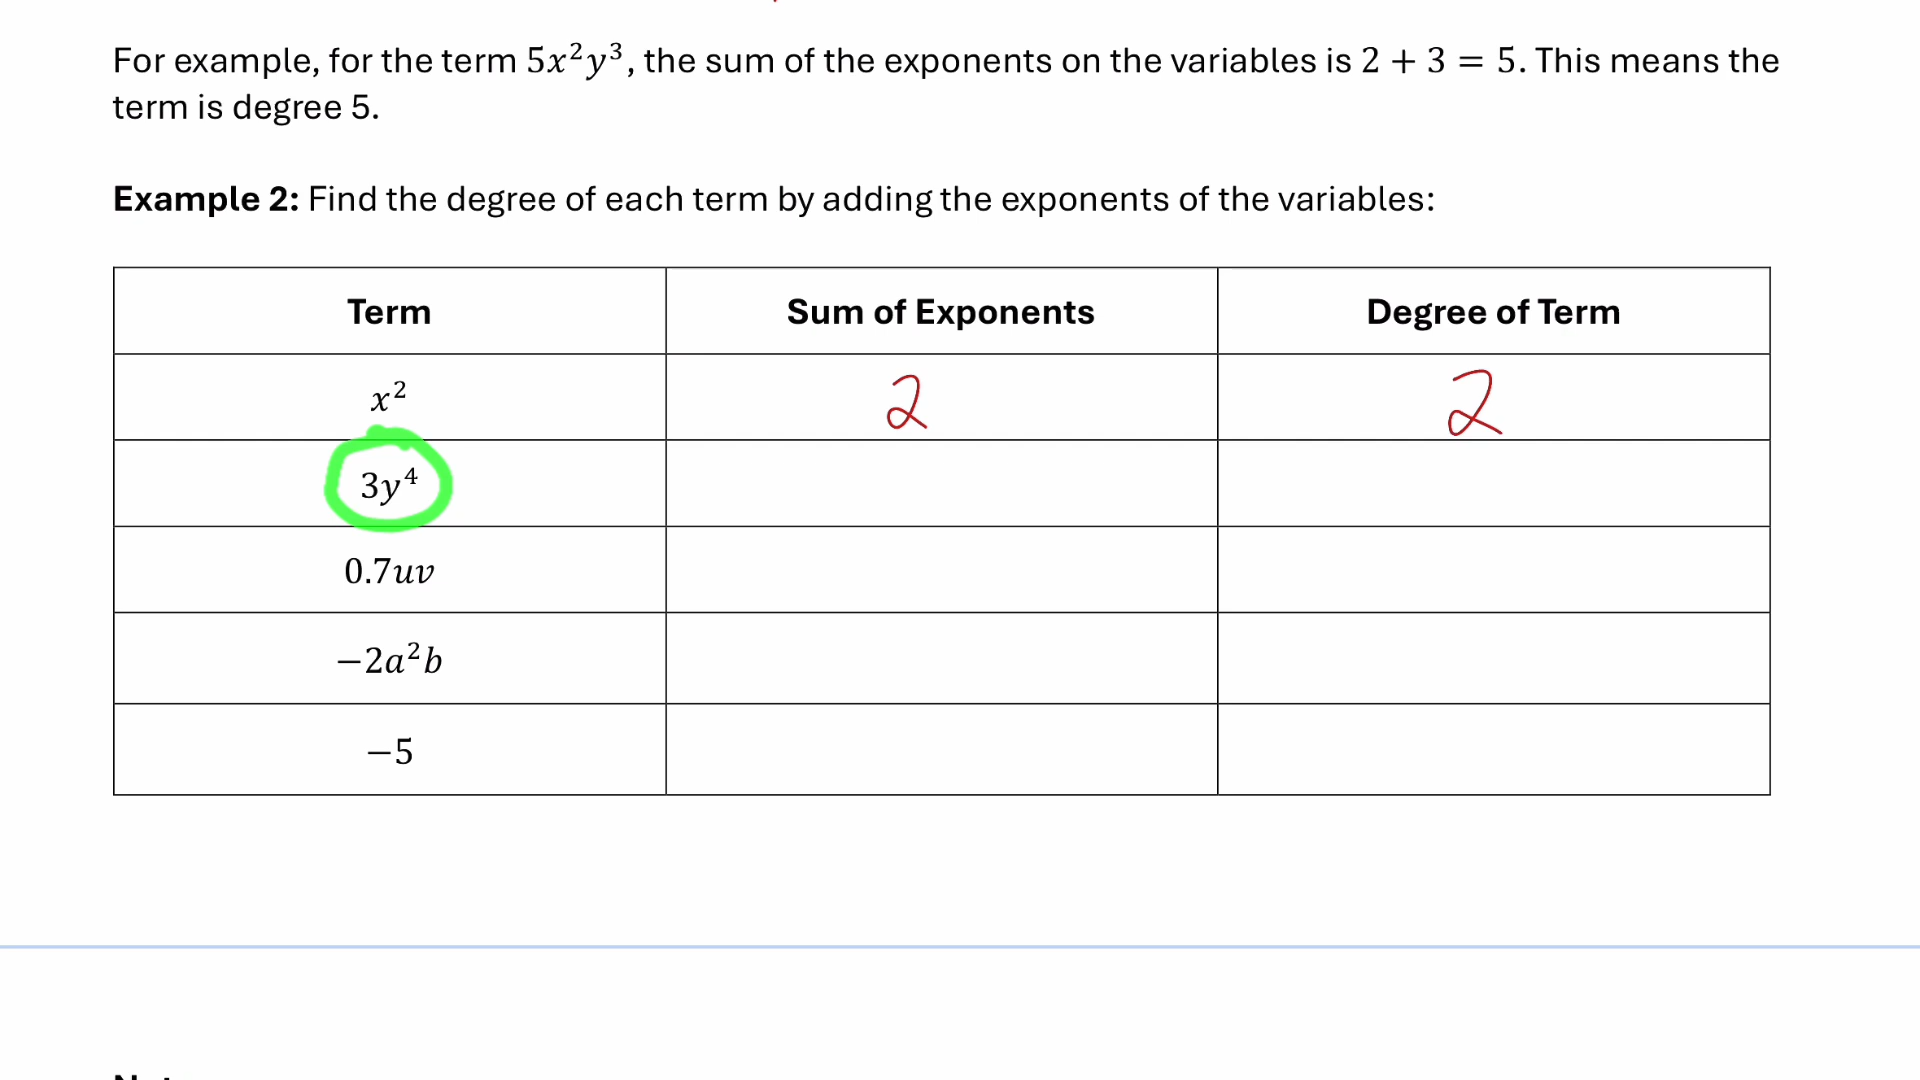 For example, for the term 5x²y³, the sum of the exponents on the variables is 2 + 3 = 5. This means the
term is degree 5.
Example 2: Find the degree of each term by adding the exponents of the variables:
Term Sum of Exponents Degree of Term
x² 2 2
3y⁴
0.7uv
−2a²b
−5